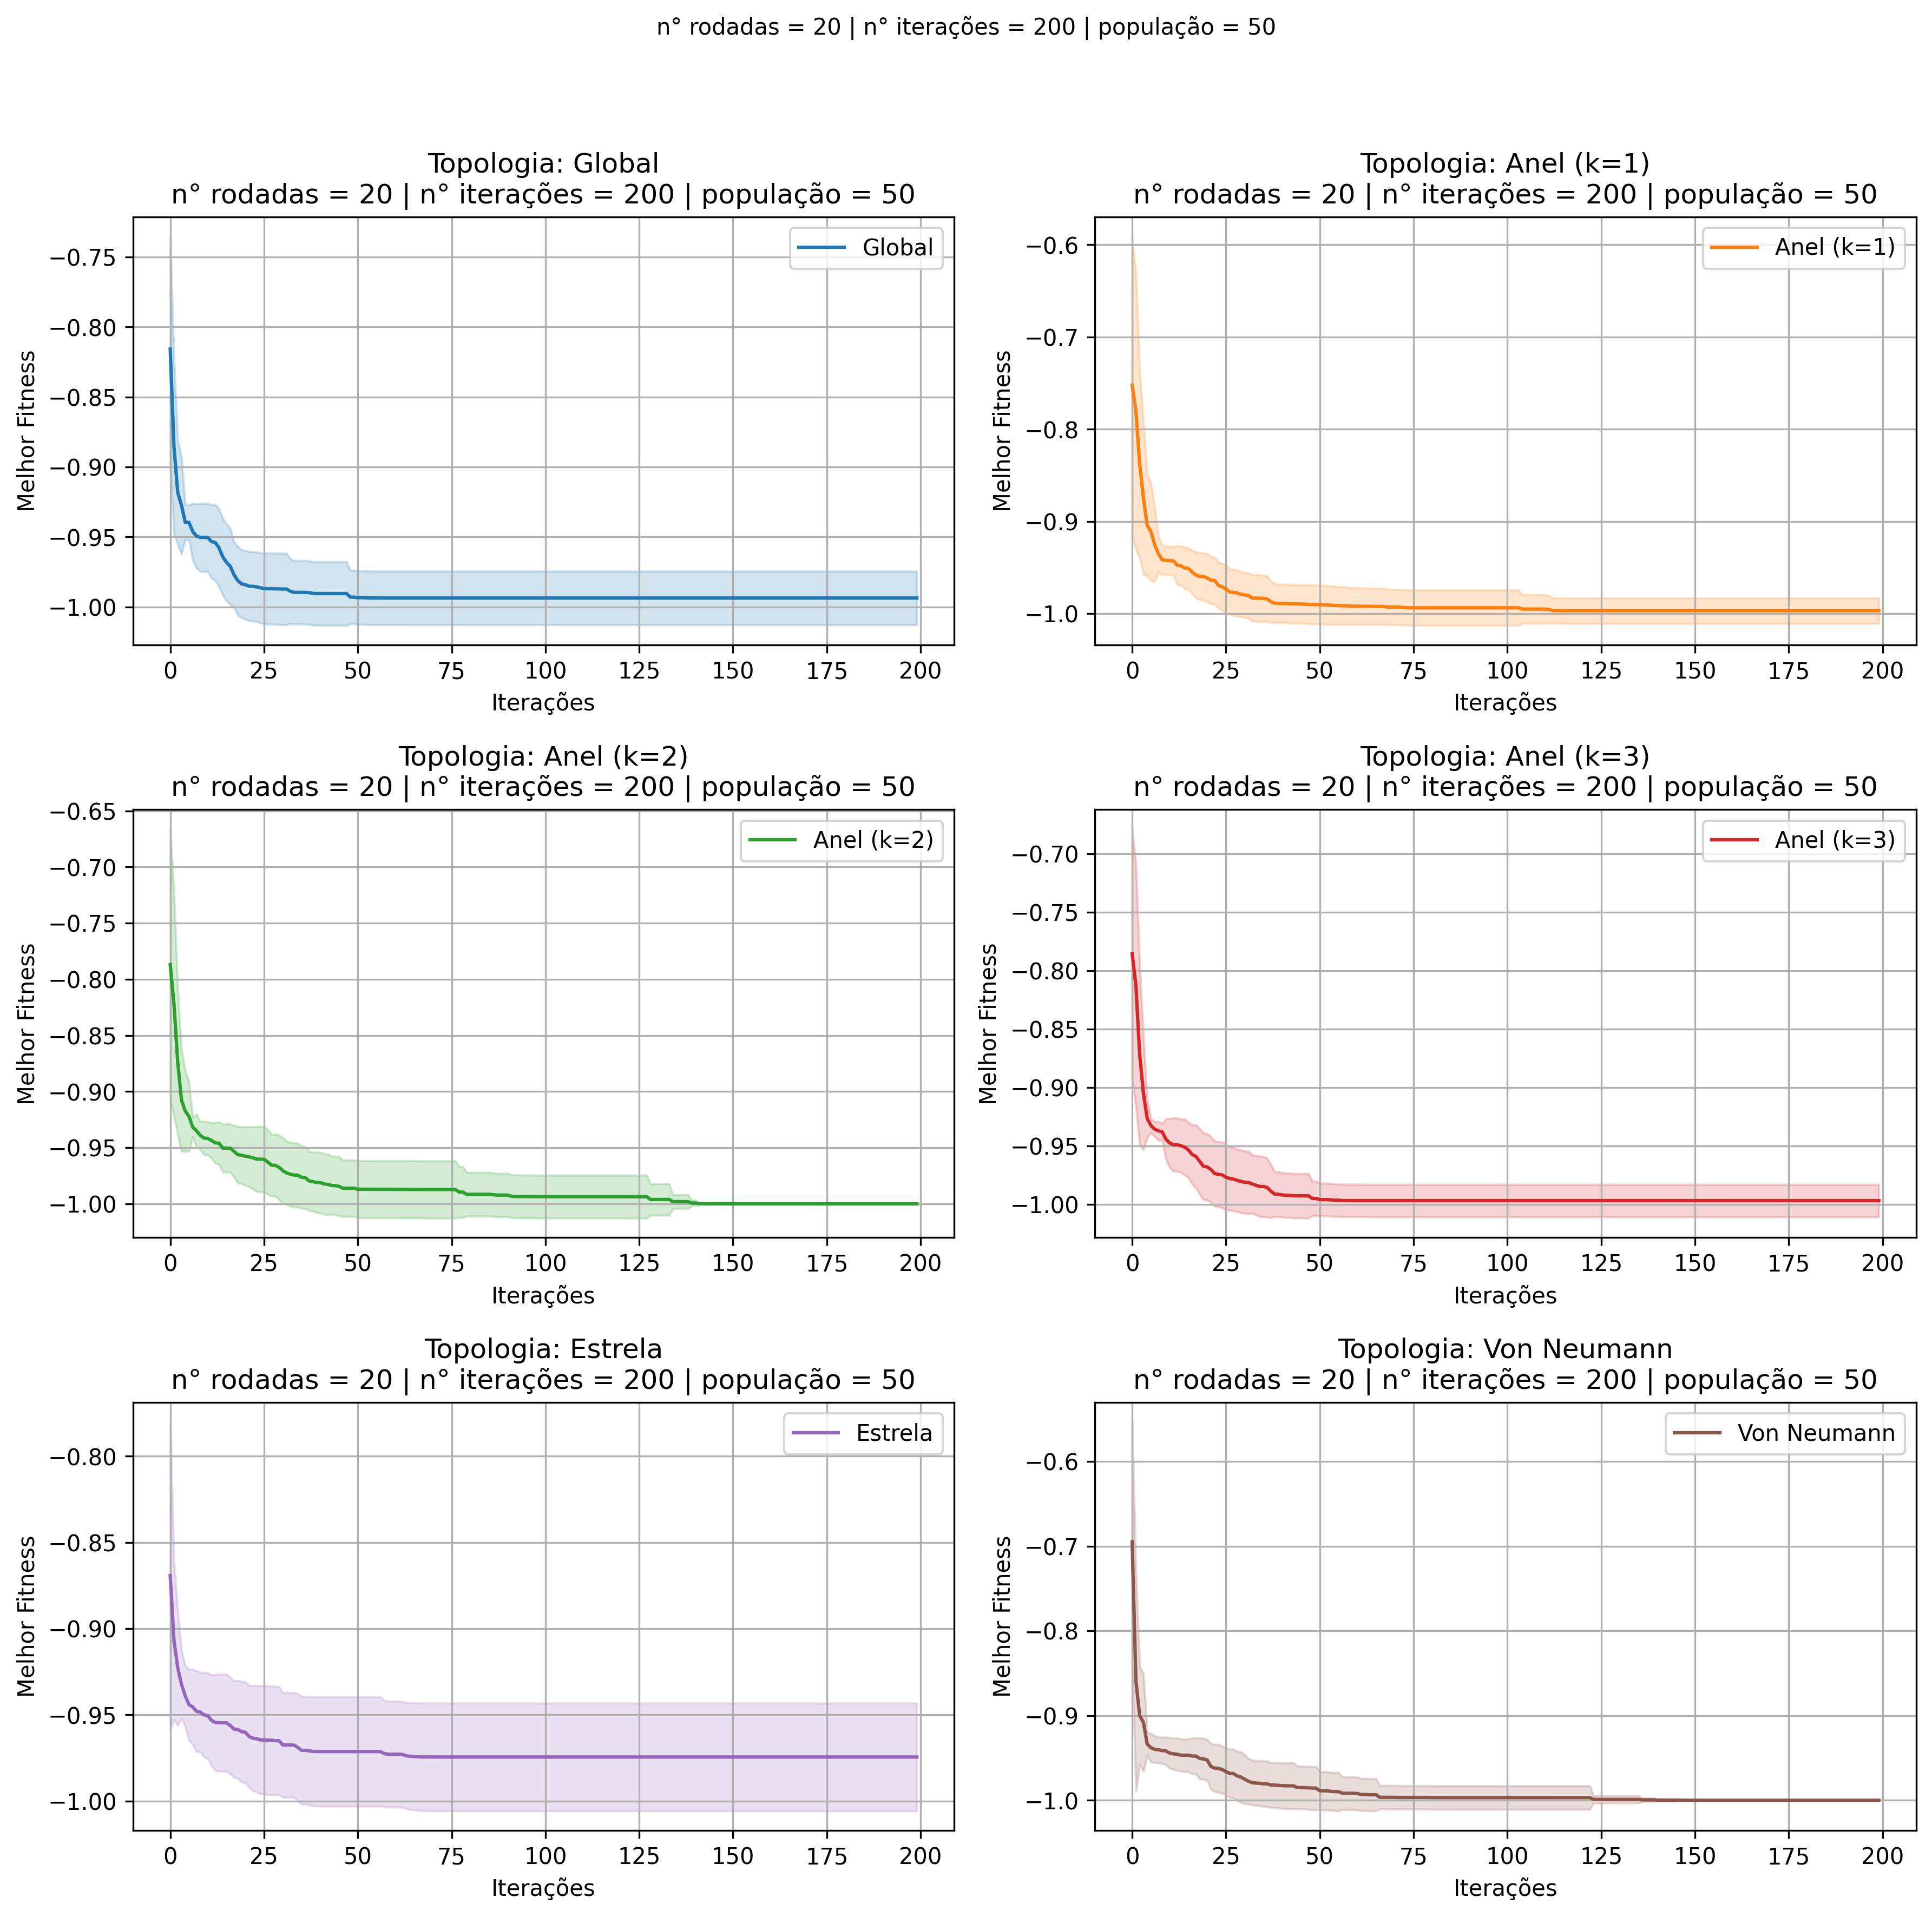 n° rodadas = 20 | n° iterações = 200 | população = 50
Topologia: Global
n° rodadas = 20 | n° iterações = 200 | população = 50
Melhor Fitness
−0.75
−0.80
−0.85
−0.90
−0.95
−1.00
Global
0 25 50 75 100 125 150 175 200
Iterações
Topologia: Anel (k=1)
n° rodadas = 20 | n° iterações = 200 | população = 50
Melhor Fitness
−0.6
−0.7
−0.8
−0.9
−1.0
Anel (k=1)
0 25 50 75 100 125 150 175 200
Iterações
Topologia: Anel (k=2)
n° rodadas = 20 | n° iterações = 200 | população = 50
Melhor Fitness
−0.65
−0.70
−0.75
−0.80
−0.85
−0.90
−0.95
−1.00
Anel (k=2)
0 25 50 75 100 125 150 175 200
Iterações
Topologia: Anel (k=3)
n° rodadas = 20 | n° iterações = 200 | população = 50
Melhor Fitness
−0.70
−0.75
−0.80
−0.85
−0.90
−0.95
−1.00
Anel (k=3)
0 25 50 75 100 125 150 175 200
Iterações
Topologia: Estrela
n° rodadas = 20 | n° iterações = 200 | população = 50
Melhor Fitness
−0.80
−0.85
−0.90
−0.95
−1.00
Estrela
0 25 50 75 100 125 150 175 200
Iterações
Topologia: Von Neumann
n° rodadas = 20 | n° iterações = 200 | população = 50
Melhor Fitness
−0.6
−0.7
−0.8
−0.9
−1.0
Von Neumann
0 25 50 75 100 125 150 175 200
Iterações